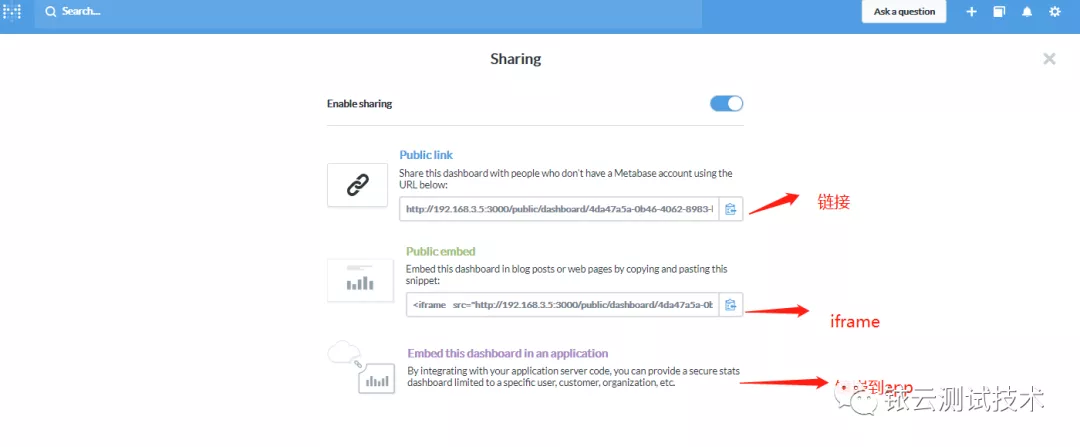 Search...
Ask a question
Sharing
Enable sharing
Public link
Share this dashboard with people who don't have a Metabase account using the
URL below:
http://192.168.3.5:3000/public/dashboard/4da47a5a-0b46-4062-8983-
链接
Public embed
Embed this dashboard in blog posts or web pages by copying and pasting this
snippet:
<iframe src="http://192.168.3.5:3000/public/dashboard/4da47a5a-0b
iframe
Embed this dashboard in an application
By integrating with your application server code, you can provide a secure stats
dashboard limited to a specific user, customer, organization, etc.
到app
银云测试技术